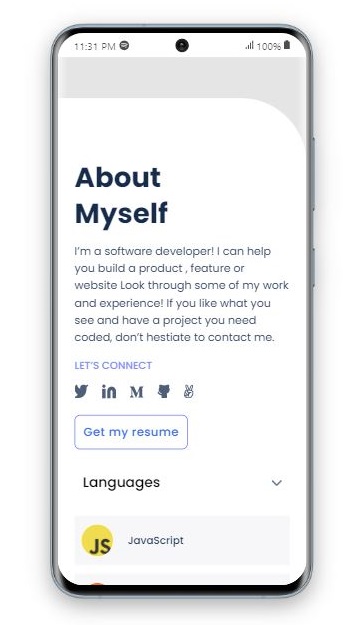 11:31 PM 100%
About
Myself
I'm a software developer! I can help
you build a product , feature or
website Look through some of my work
and experience! If you like what you
see and have a project you need
coded, don't hestiate to contact me.
LET'S CONNECT
in M
Get my resume
Languages
JS JavaScript